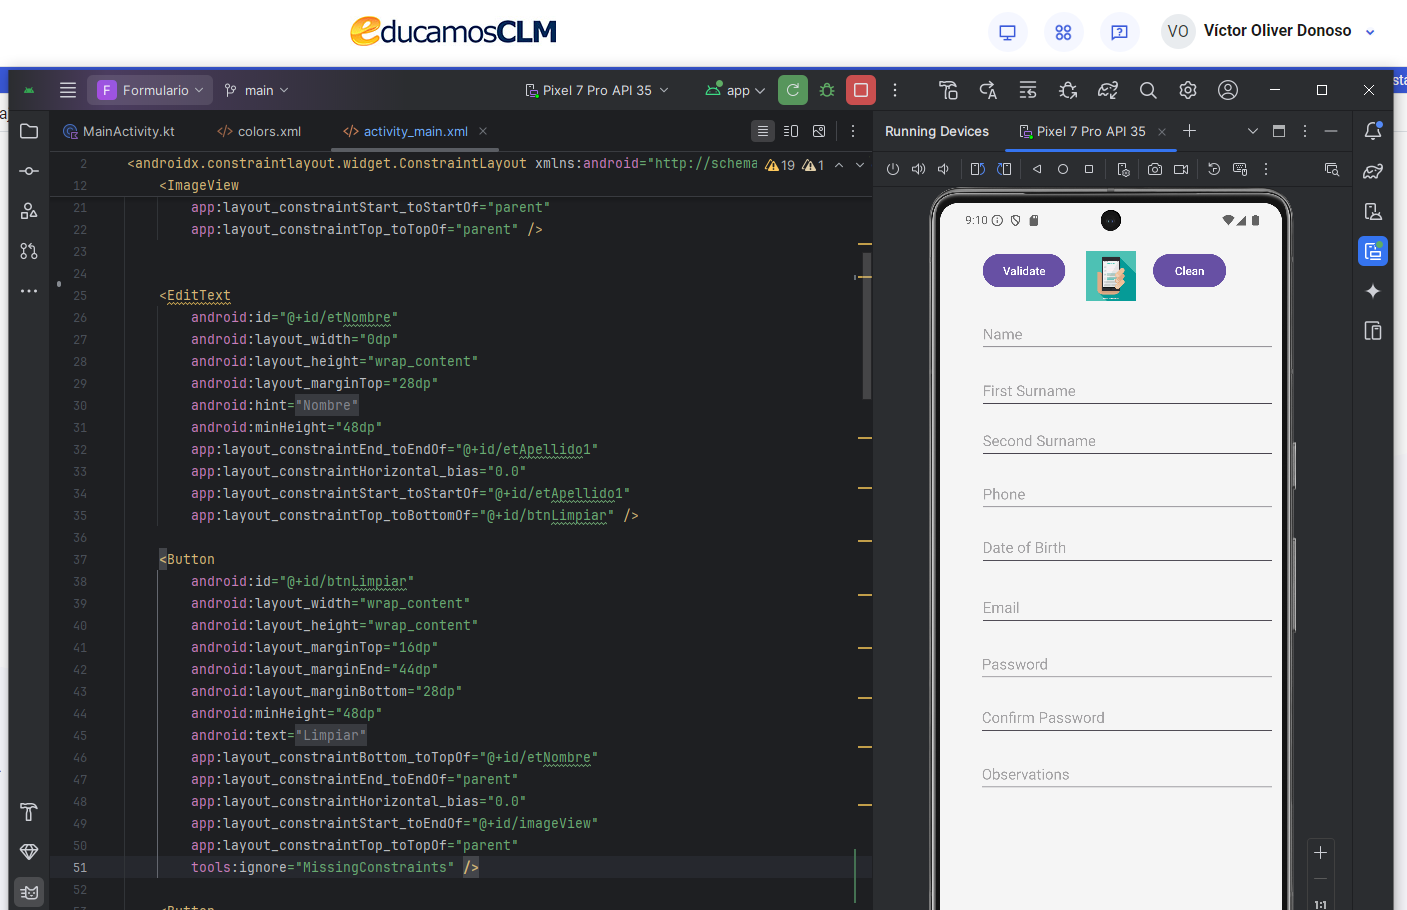 educamosCLM
VO Víctor Oliver Donoso
F Formulario main Pixel 7 Pro API 35 app
MainActivity.kt colors.xml activity_main.xml Running Devices Pixel 7 Pro API 35
2 <androidx.constraintlayout.widget.ConstraintLayout xmlns:android="http://schema 19 1
12 <ImageView
21 app:layout_constraintStart_toStartOf="parent"
22 app:layout_constraintTop_toTopOf="parent" />
23
24
25 <EditText
26 android:id="@+id/etNombre"
27 android:layout_width="0dp"
28 android:layout_height="wrap_content"
29 android:layout_marginTop="28dp"
30 android:hint="Nombre"
31 android:minHeight="48dp"
32 app:layout_constraintEnd_toEndOf="@+id/etApellido1"
33 app:layout_constraintHorizontal_bias="0.0"
34 app:layout_constraintStart_toStartOf="@+id/etApellido1"
35 app:layout_constraintTop_toBottomOf="@+id/btnLimpiar" />
36
37 <Button
38 android:id="@+id/btnLimpiar"
39 android:layout_width="wrap_content"
40 android:layout_height="wrap_content"
41 android:layout_marginTop="16dp"
42 android:layout_marginEnd="44dp"
43 android:layout_marginBottom="28dp"
44 android:minHeight="48dp"
45 android:text="Limpiar"
46 app:layout_constraintBottom_toTopOf="@+id/etNombre"
47 app:layout_constraintEnd_toEndOf="parent"
48 app:layout_constraintHorizontal_bias="0.0"
49 app:layout_constraintStart_toEndOf="@+id/imageView"
50 app:layout_constraintTop_toTopOf="parent"
51 tools:ignore="MissingConstraints" />
52
9:10
Validate Clean
Name
First Surname
Second Surname
Phone
Date of Birth
Email
Password
Confirm Password
Observations
1:1